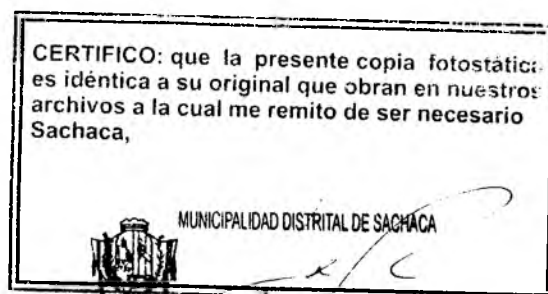 CERTIFICO: que la presente copia fotostática
es idéntica a su original que obran en nuestros
archivos a la cual me remito de ser necesario
Sachaca,
MUNICIPALIDAD DISTRITAL DE SACHACA